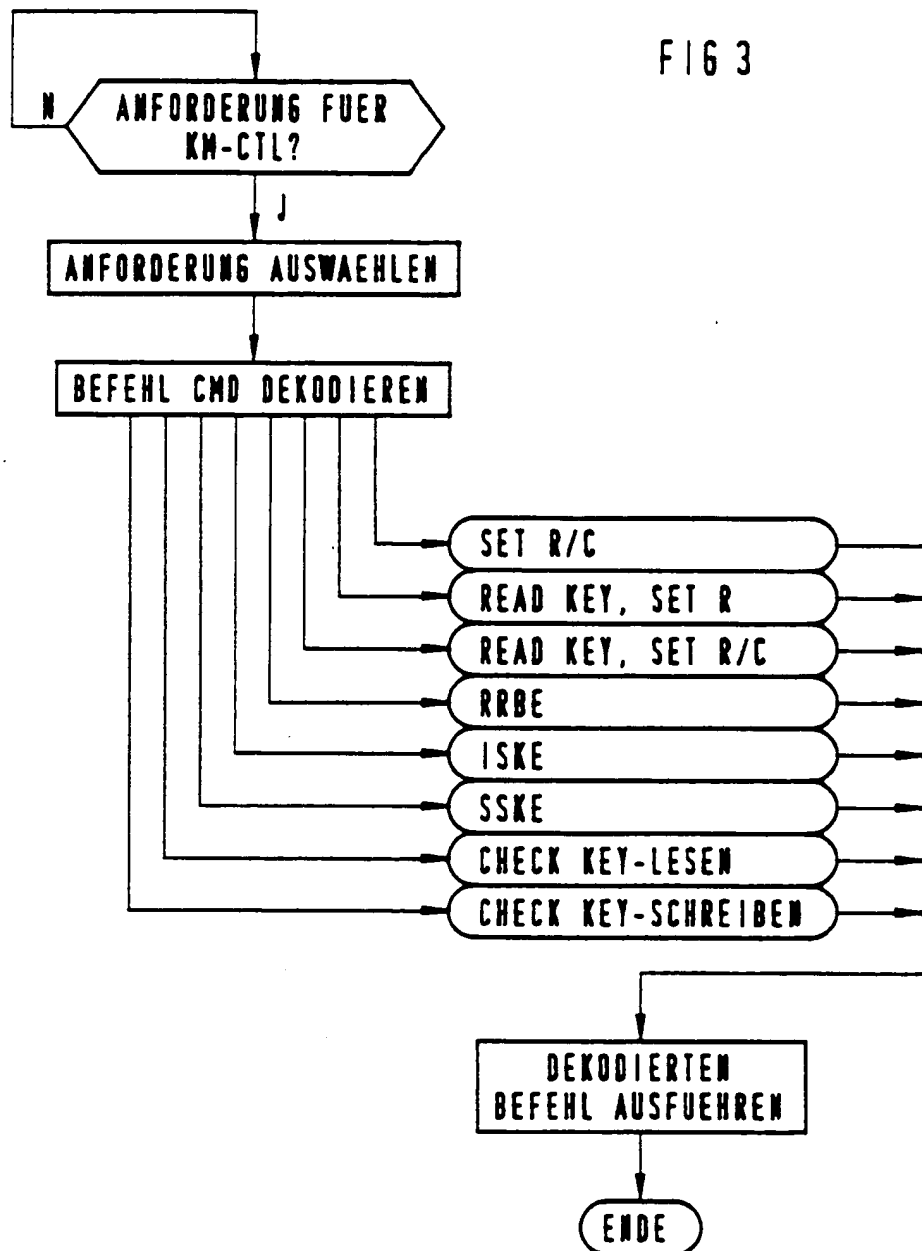 FIG 3
N
ANFORDERUNG FUER
KM-CTL?
J
ANFORDERUNG AUSWAEHLEN
BEFEHL CMD DEKODIEREN
SET R/C
READ KEY, SET R
READ KEY, SET R/C
RRBE
ISKE
SSKE
CHECK KEY-LESEN
CHECK KEY-SCHREIBEN
DEKODIERTEN
BEFEHL AUSFUEHREN
ENDE